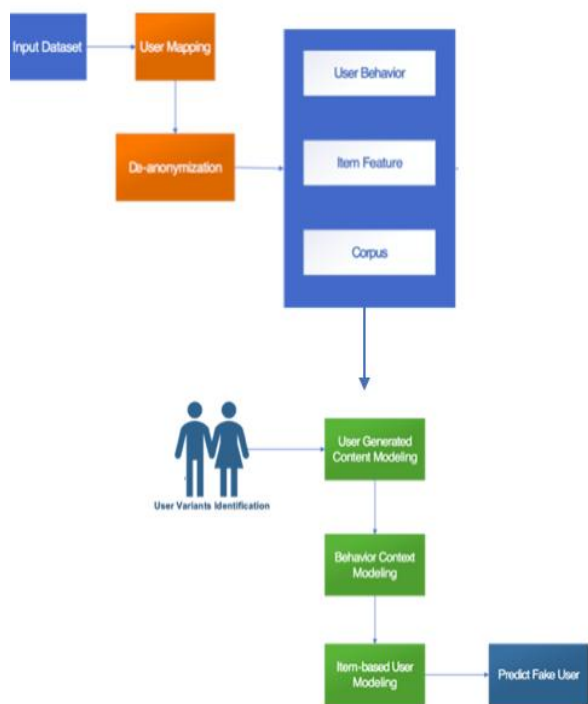 Input Dataset
User Mapping
De-anonymization
User Behavior
Item Feature
Corpus
User Variants Identification
User Generated
Content Modeling
Behavior Context
Modeling
Item-based User
Modeling
Predict Fake User